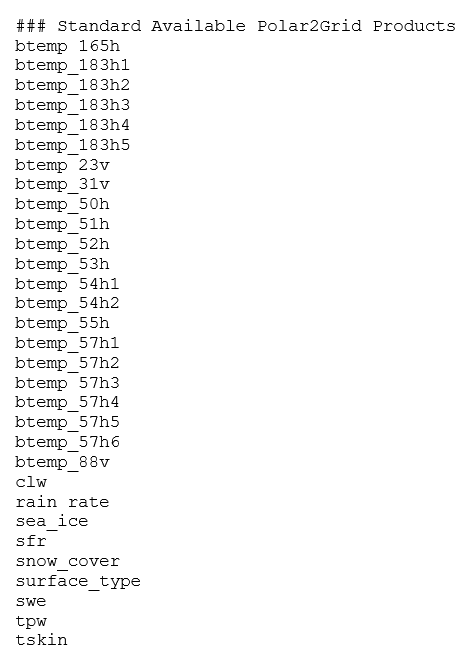 ### Standard Available Polar2Grid Products
btemp_165h
btemp_183h1
btemp_183h2
btemp_183h3
btemp_183h4
btemp_183h5
btemp_23v
btemp_31v
btemp_50h
btemp_51h
btemp_52h
btemp_53h
btemp_54h1
btemp_54h2
btemp_55h
btemp_57h1
btemp_57h2
btemp_57h3
btemp_57h4
btemp_57h5
btemp_57h6
btemp_88v
clw
rain_rate
sea_ice
sfr
snow_cover
surface_type
swe
tpw
tskin